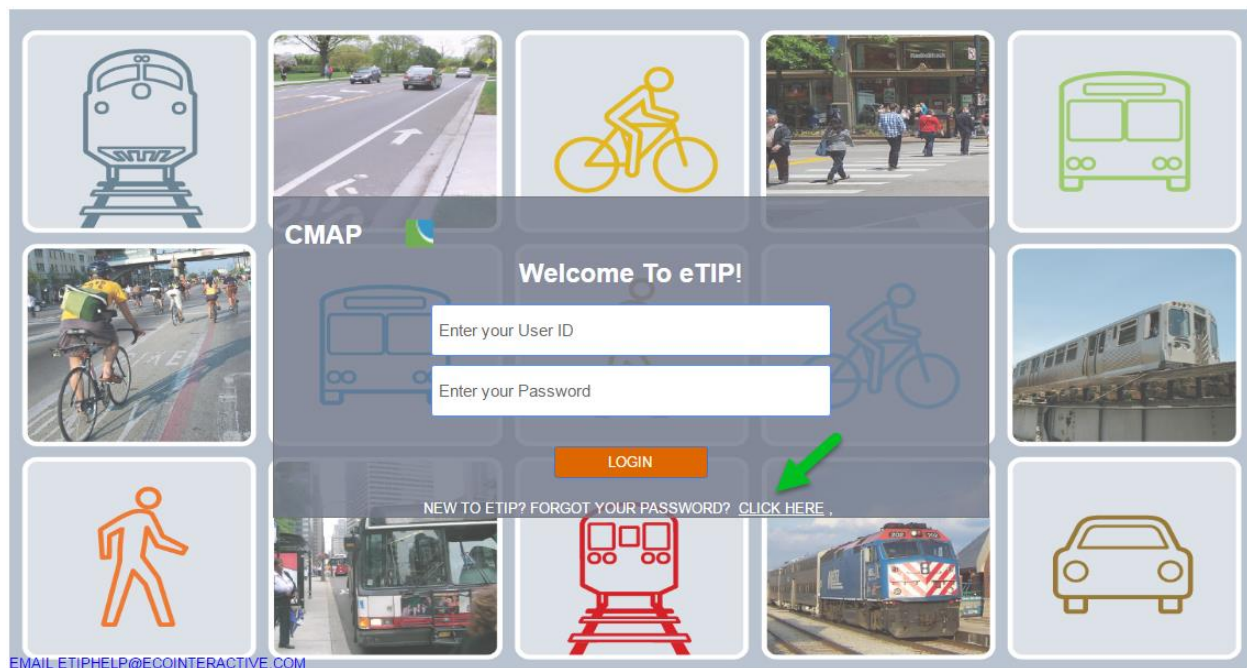 CMAP
Welcome To eTIP!
Enter your User ID
Enter your Password
LOGIN
NEW TO ETIP? FORGOT YOUR PASSWORD? CLICK HERE ,
EMAIL ETIPHELP@ECOINTERACTIVE.COM